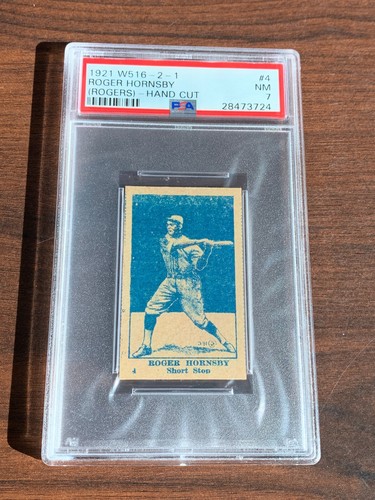 1921 W516-2-1 #4
ROGER HORNSBY NM
(ROGERS)-HAND CUT 7
PSA 28473724
ROGER HORNSBY
4 Short Stop